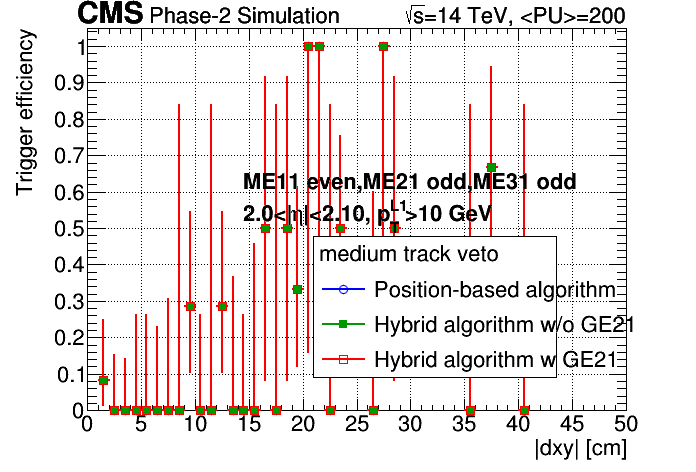 CMS Phase-2 Simulation √s=14 TeV, <PU>=200
Trigger efficiency
1
0.9
0.8
0.7
0.6
0.5
0.4
0.3
0.2
0.1
0
ME11 even,ME21 odd,ME31 odd
2.0<|η|<2.10, p_T^L1>10 GeV
medium track veto
Position-based algorithm
Hybrid algorithm w/o GE21
Hybrid algorithm w GE21
0 5 10 15 20 25 30 35 40 45 50
|dxy| [cm]